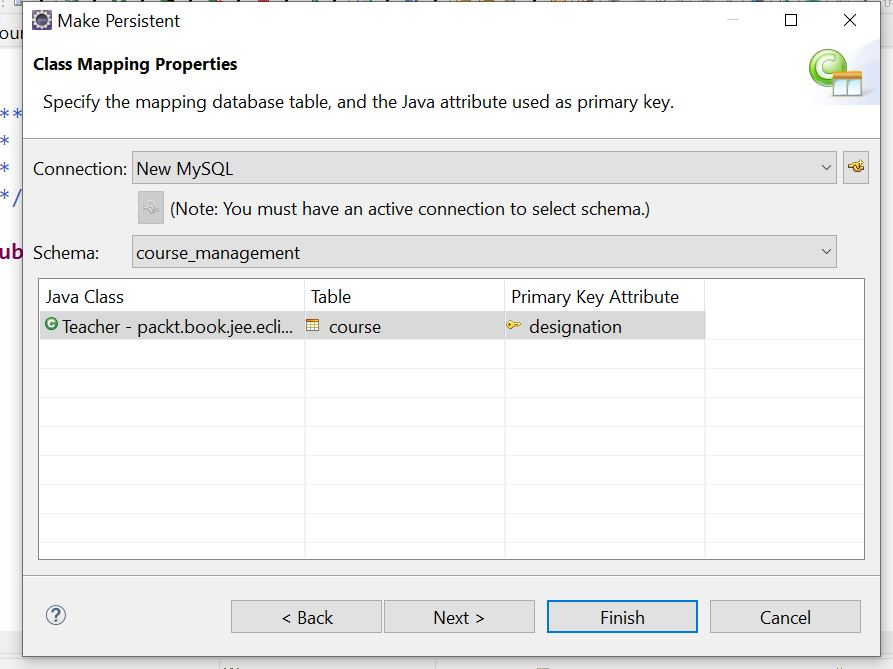 Make Persistent
Class Mapping Properties
Specify the mapping database table, and the Java attribute used as primary key.
**
*
*
*/
ub
Connection: New MySQL
(Note: You must have an active connection to select schema.)
Schema: course_management
Java Class Table Primary Key Attribute
Teacher - packt.book.jee.ecli... course designation
? < Back Next > Finish Cancel